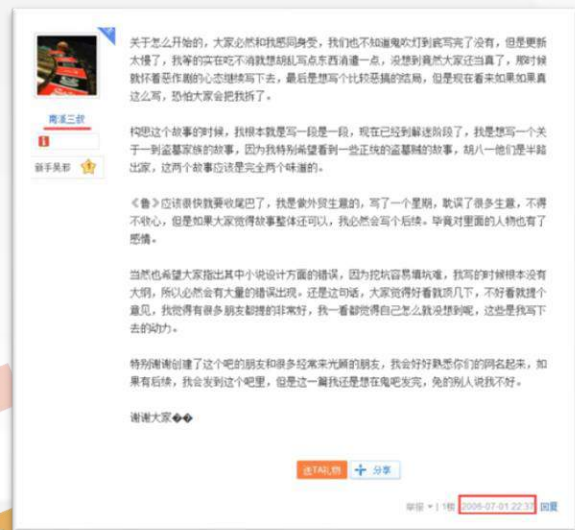 关于怎么开始的，大家必然和我感同身受，我们也不知道鬼吹灯到底写完了没有，但是更新
太慢了，我等的实在吃不消就想胡乱写点东西消遣一点，没想到竟然大家还当真了，那时候
就怀着恶作剧的心态继续写下去，最后是想写个比较恶搞的结局，但是现在看来如果如果真
这么写，恐怕大家会把我拆了。
南派三叔
构思这个故事的时候，我根本就是写一段是一段，现在已经到解迷阶段了，我是想写一个关
于一到盗墓家族的故事，因为我特别希望看到一些正统的盗墓贼的故事，胡八一他们是半路
出家，这两个故事应该是完全两个味道的。
新手吴邪
《鲁》应该很快就要收尾巴了，我是做外贸生意的，写了一个星期，耽误了很多生意，不得
不收心，但是如果大家觉得故事整体还可以，我必然会写个后续。毕竟对里面的人物也有了
感情。
当然也希望大家指出其中小说设计方面的错误，因为挖坑容易填坑难，我写的时候根本没有
大纲，所以必然会有大量的错误出现。还是这句话，大家觉得好看就顶几下，不好看就提个
意见，我觉得有很多朋友都提的非常好，我一看都觉得自己怎么就没想到呢，这些是我写下
去的动力。
特别谢谢创建了这个吧的朋友和很多经常来光顾的朋友，我会好好熟悉你们的网名起来，如
果有后续，我会发到这个吧里，但是这一篇我还是想在鬼吧发完，免的别人说我不好。
谢谢大家��
送TA礼物 分享
举报 1楼 2006-07-01 22:37 回复